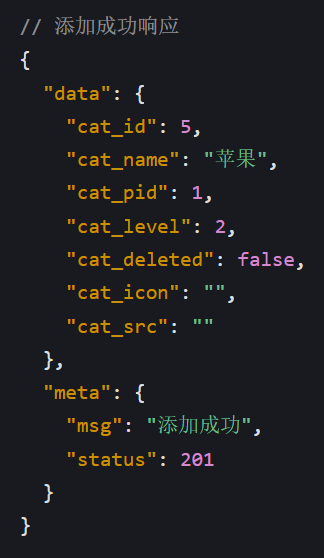 // 添加成功响应
{
  "data": {
    "cat_id": 5,
    "cat_name": "苹果",
    "cat_pid": 1,
    "cat_level": 2,
    "cat_deleted": false,
    "cat_icon": "",
    "cat_src": ""
  },
  "meta": {
    "msg": "添加成功",
    "status": 201
  }
}